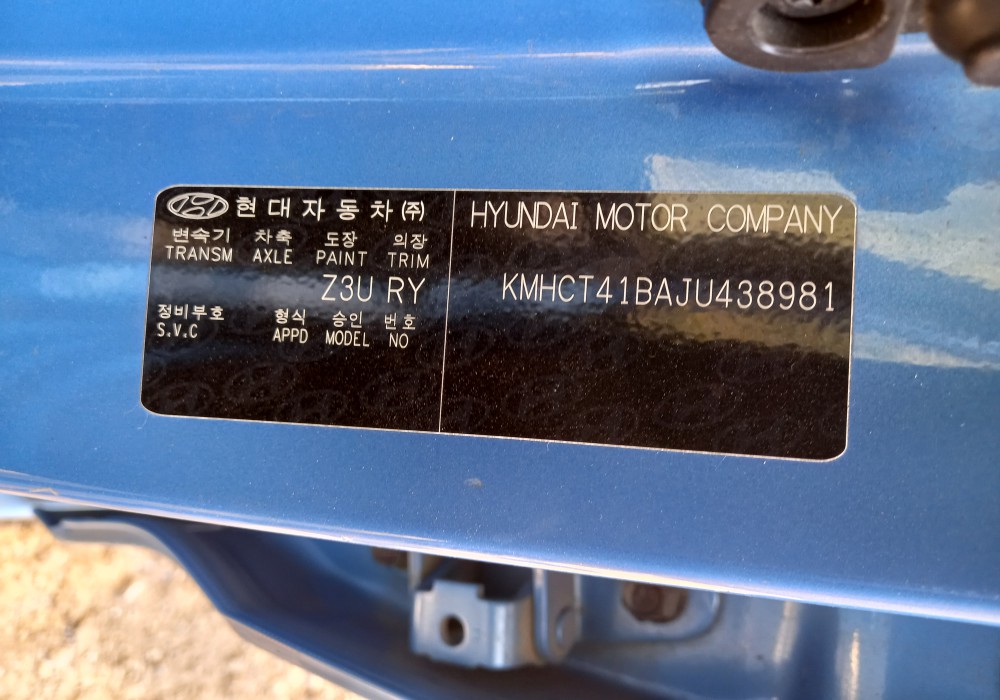 현대자동차(주)
변속기 차축 도장 의장
TRANSM AXLE PAINT TRIM
Z3U RY
정비부호 형식 승인 번호
S.V.C APPD MODEL NO
HYUNDAI MOTOR COMPANY
KMHCT41BAJU438981